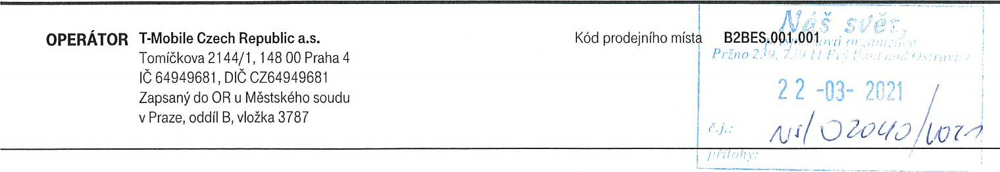 OPERÁTOR T-Mobile Czech Republic a.s.
Tomíčkova 2144/1, 148 00 Praha 4
IČ 64949681, DIČ CZ64949681
Zapsaný do OR u Městského soudu
v Praze, oddíl B, vložka 3787
Kód prodejního místa B2BES.001.001
Náš svět,
příspěvková organizace
Pržno 239, 739 11 Frýdlant nad Ostravicí
22 -03- 2021
č.j.: NS/02040/2021
přílohy: